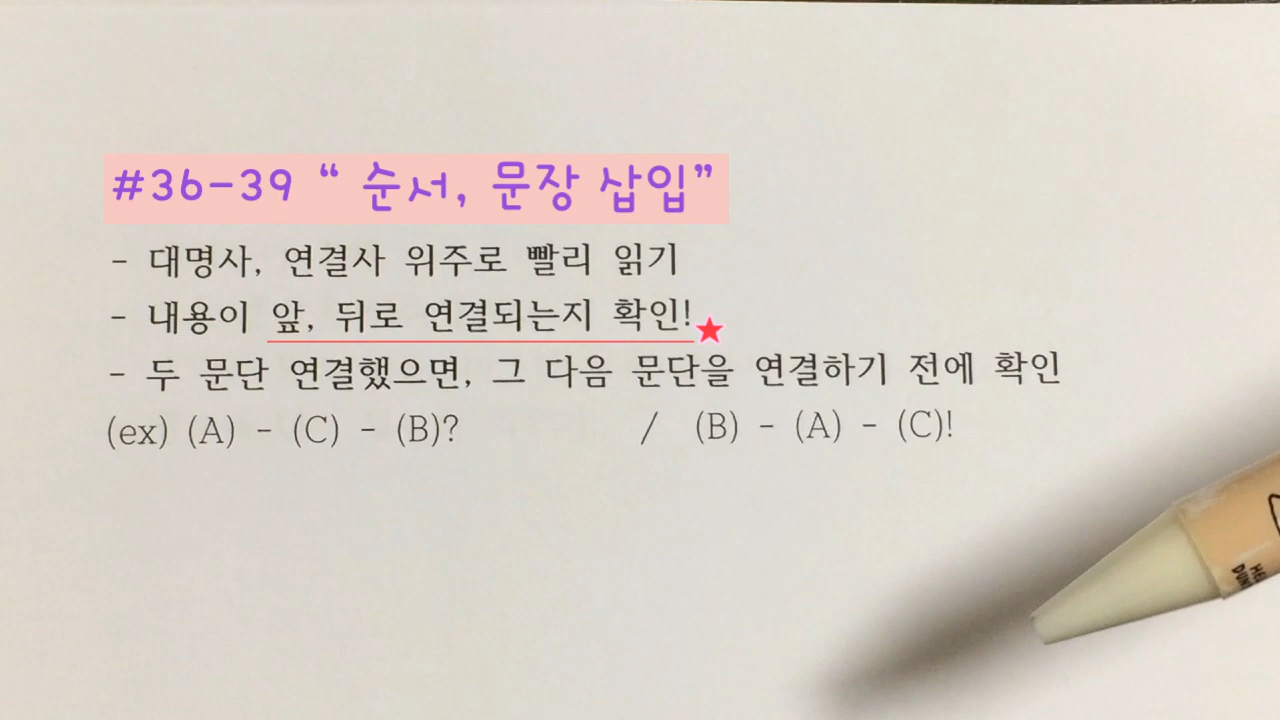 #36-39 “ 순서, 문장 삽입”
- 대명사, 연결사 위주로 빨리 읽기
- 내용이 앞, 뒤로 연결되는지 확인!
- 두 문단 연결했으면, 그 다음 문단을 연결하기 전에 확인
(ex) (A) - (C) - (B)? / (B) - (A) - (C)!